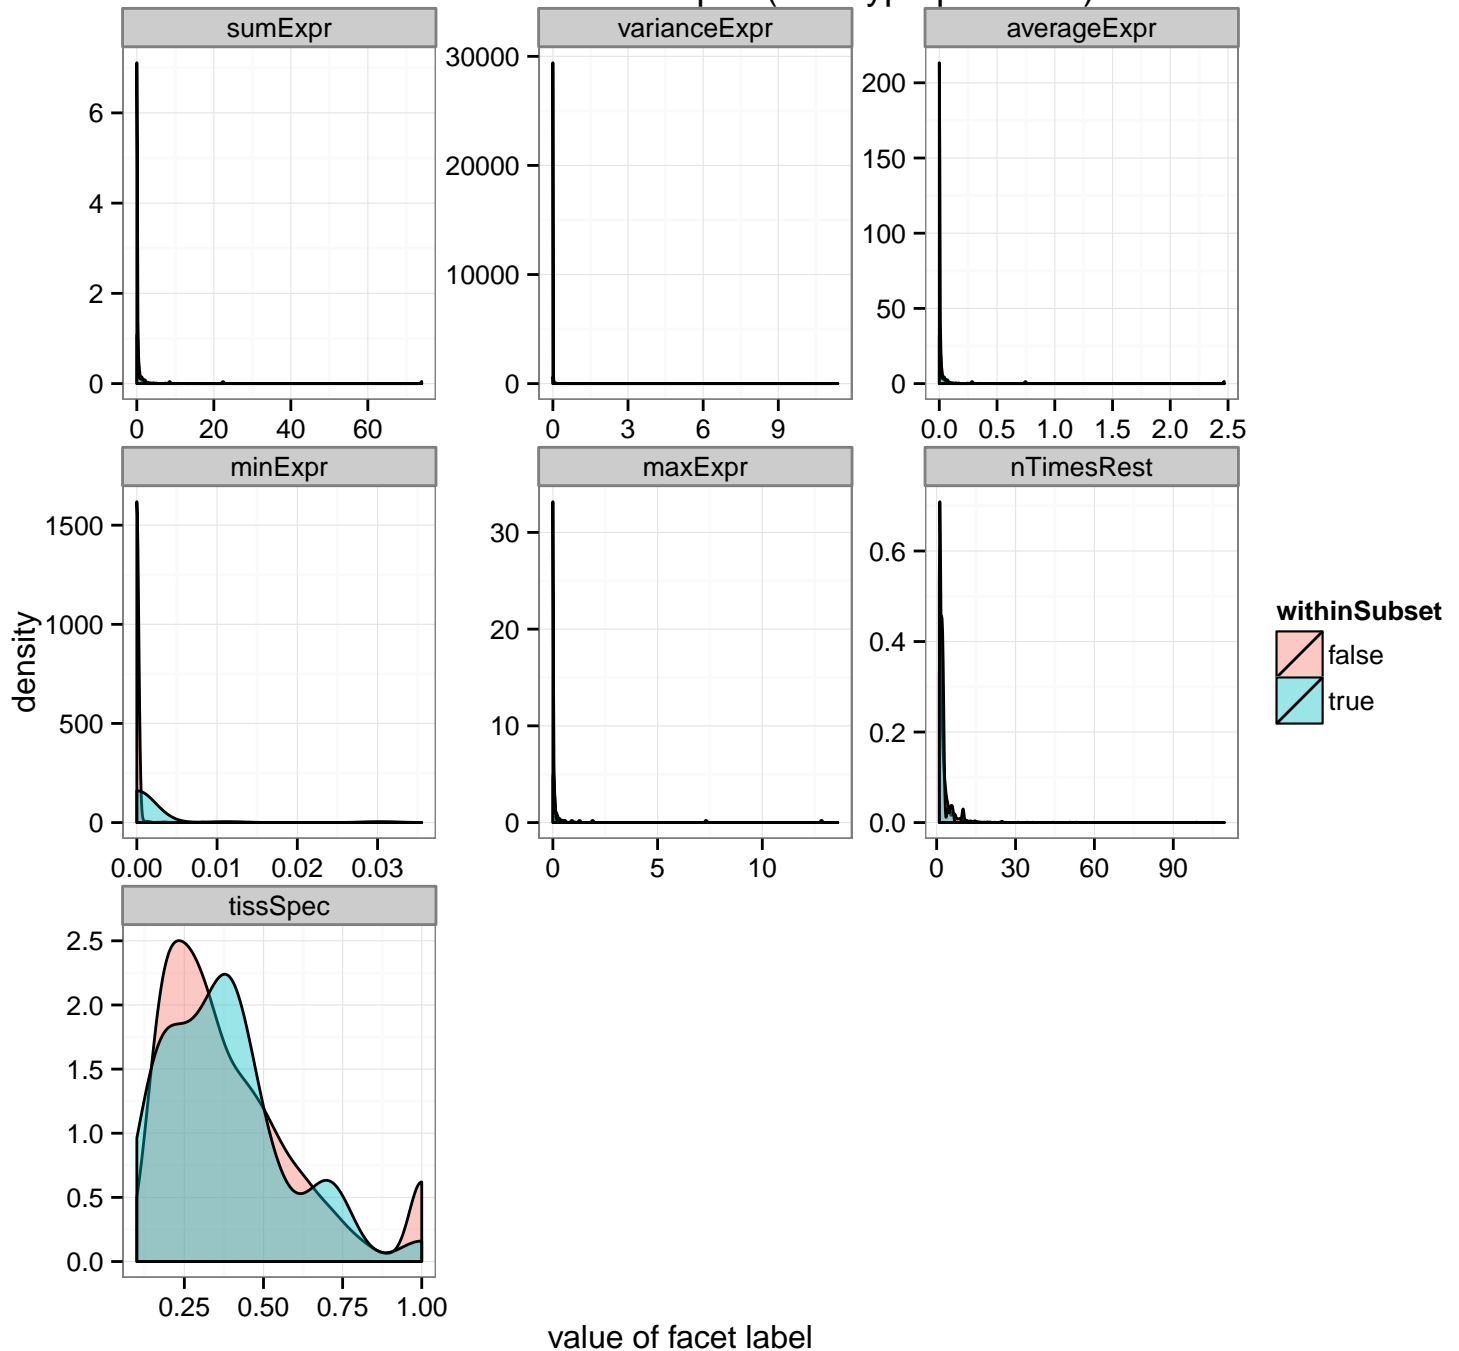 sumExpr varianceExpr averageExpr
6
4
2
0
0 20 40 60
30000
20000
10000
0
0 3 6 9
200
150
100
50
0
0.0 0.5 1.0 1.5 2.0 2.5
minExpr maxExpr nTimesRest
1500
1000
500
0
0.00 0.01 0.02 0.03
30
20
10
0
0 5 10
0.6
0.4
0.2
0.0
0 30 60 90
density
withinSubset
false
true
tissSpec
2.5
2.0
1.5
1.0
0.5
0.0
0.25 0.50 0.75 1.00
value of facet label